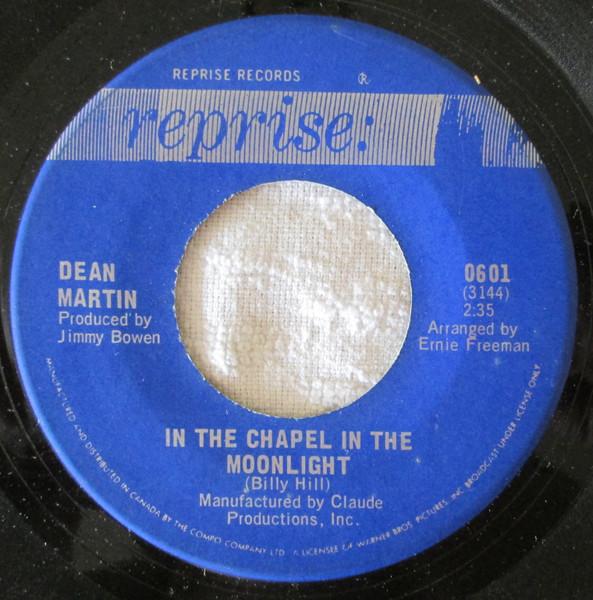 REPRISE RECORDS ®
reprise:
DEAN
MARTIN
Produced by
Jimmy Bowen
0601
(3144)
2:35
Arranged by
Ernie Freeman
IN THE CHAPEL IN THE
MOONLIGHT
(Billy Hill)
Manufactured by Claude
Productions, Inc.
MANUFACTURED AND DISTRIBUTED IN CANADA BY THE COMPO COMPANY LTD. A LICENSEE OF WARNER BROS. PICTURES, INC. BROADCAST UNDER LICENSE ONLY.